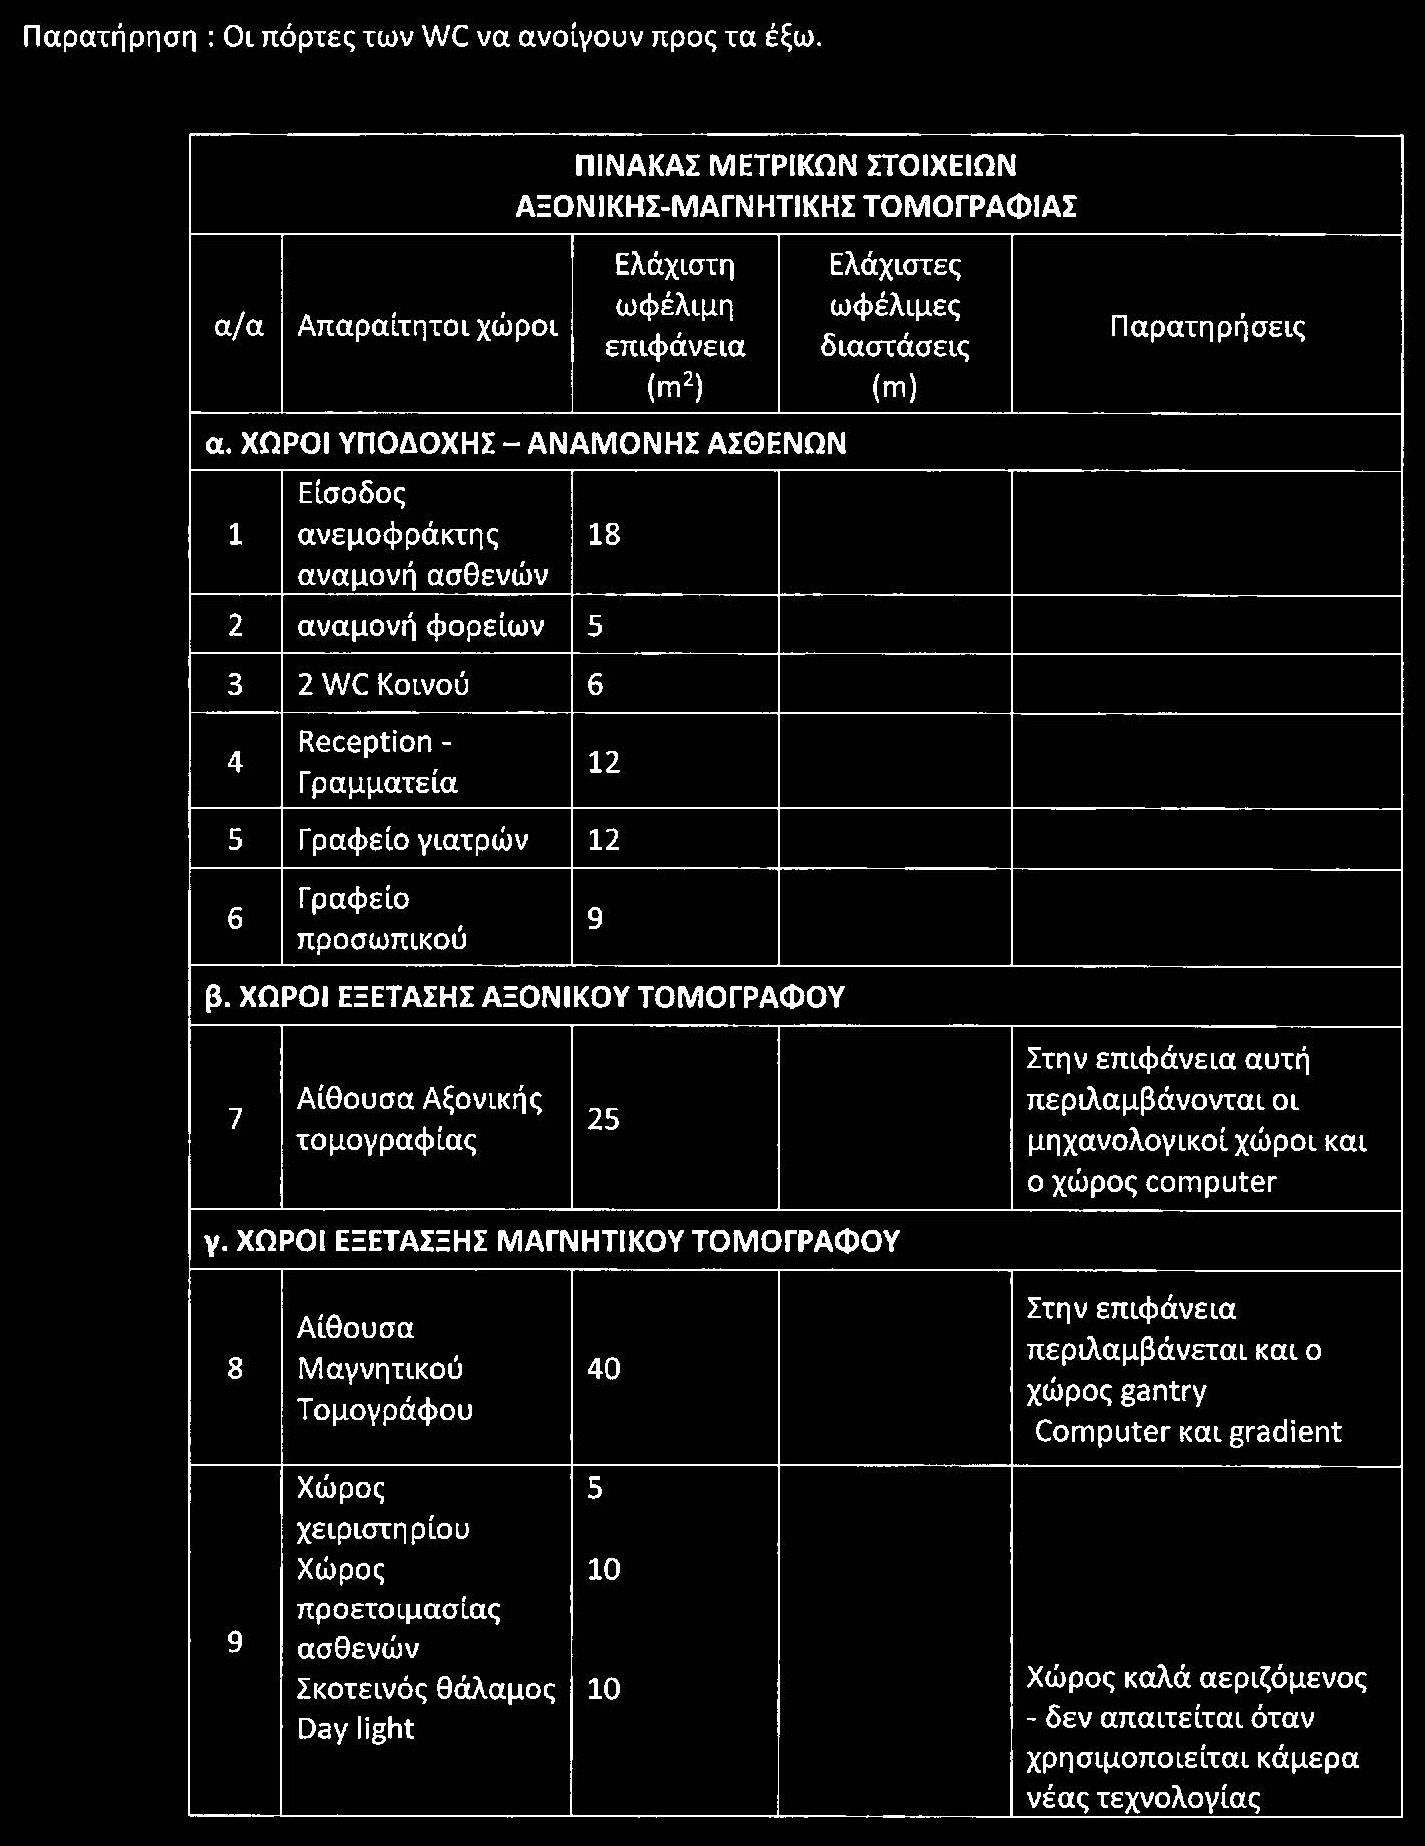 Παρατήρηση : Οι πόρτες των WC να ανοίγουν προς τα έξω.
ΠΙΝΑΚΑΣ ΜΕΤΡΙΚΩΝ ΣΤΟΙΧΕΙΩΝ
ΑΞΟΝΙΚΗΣ-ΜΑΓΝΗΤΙΚΗΣ ΤΟΜΟΓΡΑΦΙΑΣ
α/α
Απαραίτητοι χώροι
Ελάχιστη
ωφέλιμη
επιφάνεια
(m²)
Ελάχιστες
ωφέλιμες
διαστάσεις
(m)
Παρατηρήσεις
α. ΧΩΡΟΙ ΥΠΟΔΟΧΗΣ – ΑΝΑΜΟΝΗΣ ΑΣΘΕΝΩΝ
1
Είσοδος
ανεμοφράκτης
αναμονή ασθενών
18
2
αναμονή φορείων
5
3
2 WC Κοινού
6
4
Reception -
Γραμματεία
12
5
Γραφείο γιατρών
12
6
Γραφείο
προσωπικού
9
β. ΧΩΡΟΙ ΕΞΕΤΑΣΗΣ ΑΞΟΝΙΚΟΥ ΤΟΜΟΓΡΑΦΟΥ
7
Αίθουσα Αξονικής
τομογραφίας
25
Στην επιφάνεια αυτή
περιλαμβάνονται οι
μηχανολογικοί χώροι και
ο χώρος computer
γ. ΧΩΡΟΙ ΕΞΕΤΑΣΞΗΣ ΜΑΓΝΗΤΙΚΟΥ ΤΟΜΟΓΡΑΦΟΥ
8
Αίθουσα
Μαγνητικού
Τομογράφου
40
Στην επιφάνεια
περιλαμβάνεται και ο
χώρος gantry
Computer και gradient
9
Χώρος
χειριστηρίου
Χώρος
προετοιμασίας
ασθενών
Σκοτεινός θάλαμος
Day light
5
10
10
Χώρος καλά αεριζόμενος
- δεν απαιτείται όταν
χρησιμοποιείται κάμερα
νέας τεχνολογίας